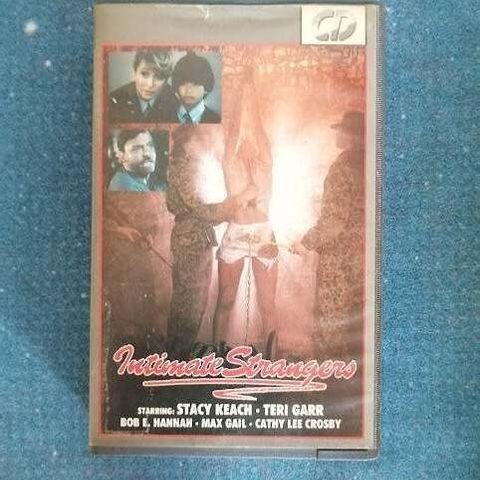 CD
Intimate Strangers
STARRING: STACY KEACH · TERI GARR
BOB E. HANNAH · MAX GAIL · CATHY LEE CROSBY